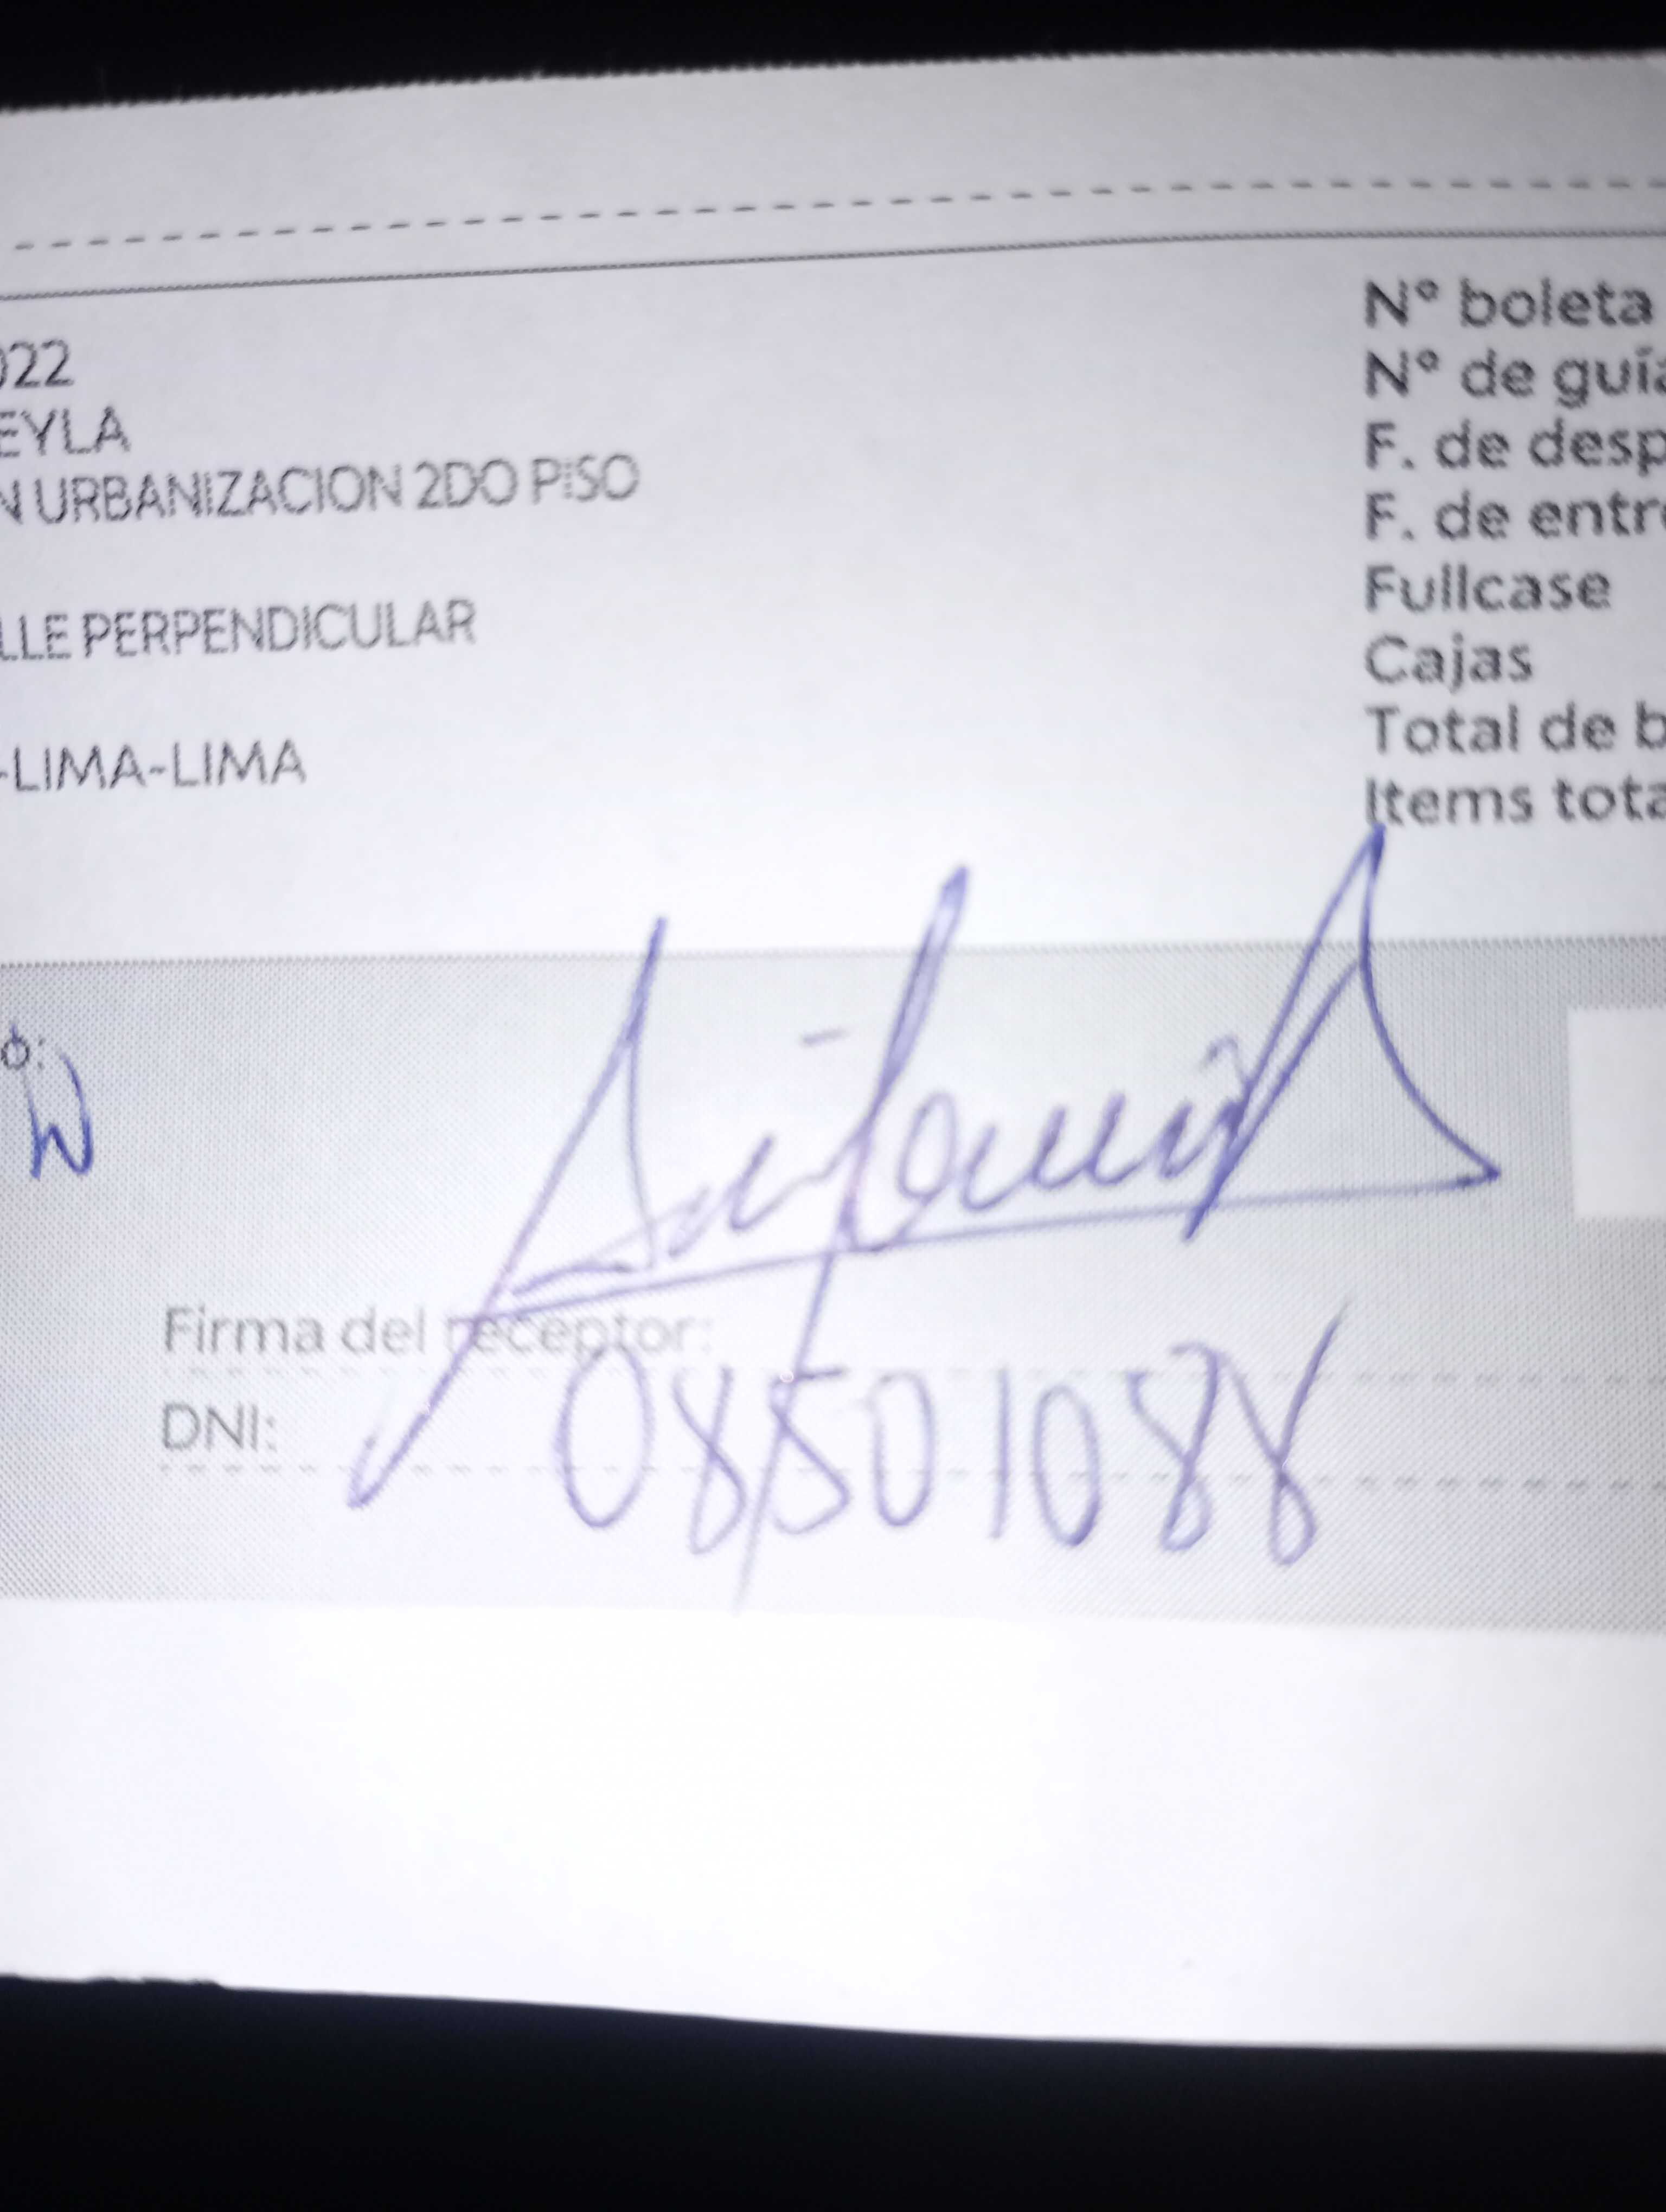 022
EYLA
N URBANIZACION 2DO PISO
LLE PERPENDICULAR
-LIMA-LIMA
N° boleta
N° de guía
F. de desp
F. de entre
Fullcase
Cajas
Total de b
Items tota
o:
Firma del receptor:
DNI: 08501088